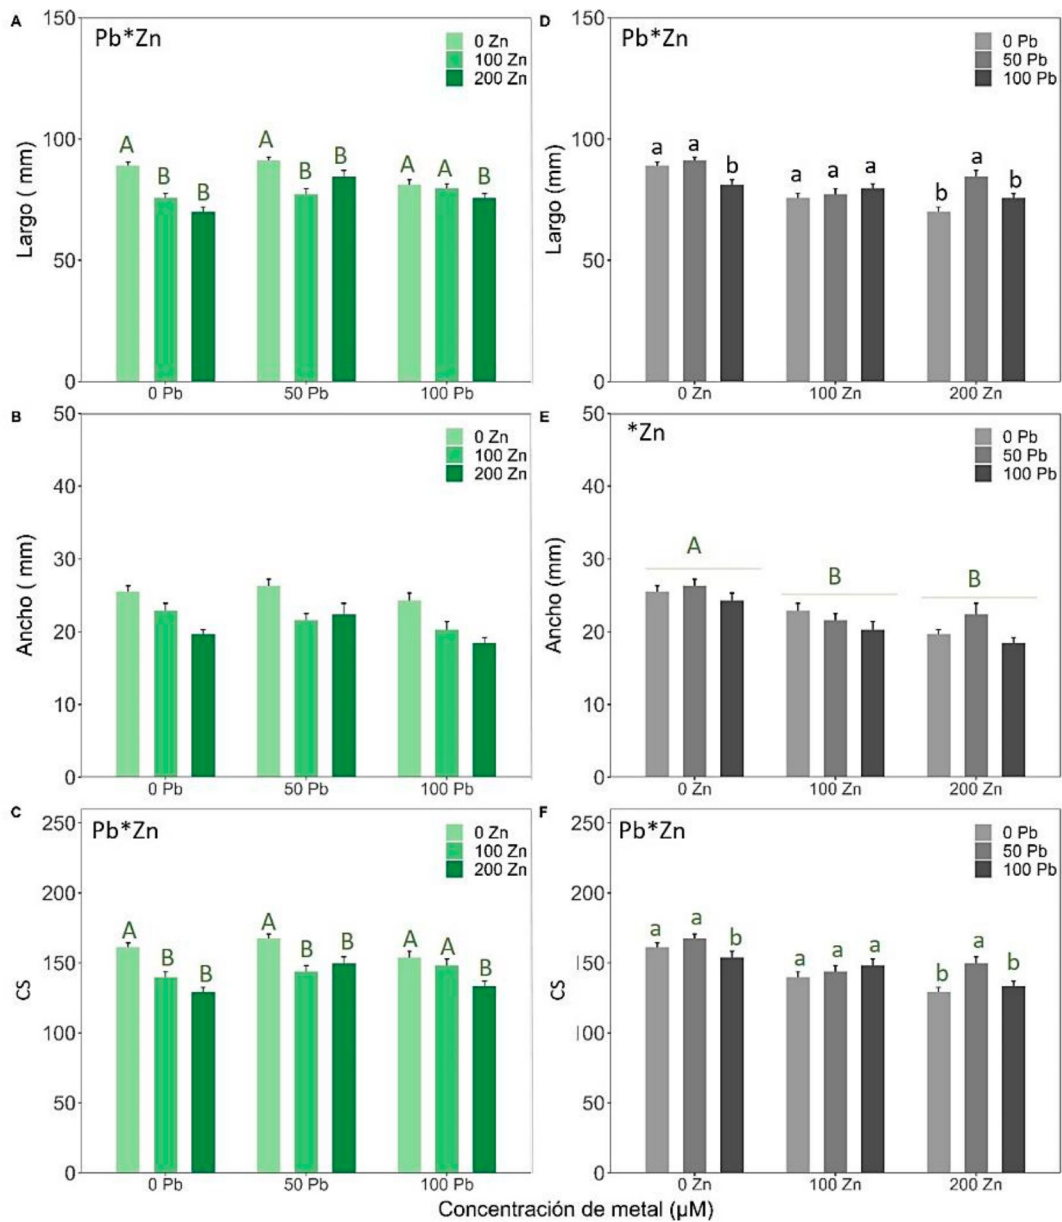 A
Pb*Zn
0 Zn
100 Zn
200 Zn
150
100
50
0
Largo ( mm)
A
B
B
A
B
B
A
A
B
0 Pb
50 Pb
100 Pb
D
Pb*Zn
0 Pb
50 Pb
100 Pb
150
100
50
0
Largo (mm)
a
a
b
a
a
a
b
a
b
0 Zn
100 Zn
200 Zn
B
0 Zn
100 Zn
200 Zn
50
40
30
20
10
0
Ancho ( mm)
0 Pb
50 Pb
100 Pb
E
*Zn
0 Pb
50 Pb
100 Pb
50
40
30
20
10
0
Ancho (mm)
A
B
B
0 Zn
100 Zn
200 Zn
C
Pb*Zn
0 Zn
100 Zn
200 Zn
250
200
150
100
50
0
CS
A
B
B
A
B
B
A
A
B
0 Pb
50 Pb
100 Pb
F
Pb*Zn
0 Pb
50 Pb
100 Pb
250
200
150
100
50
0
CS
a
a
b
a
a
a
b
a
b
0 Zn
100 Zn
200 Zn
Concentración de metal (µM)